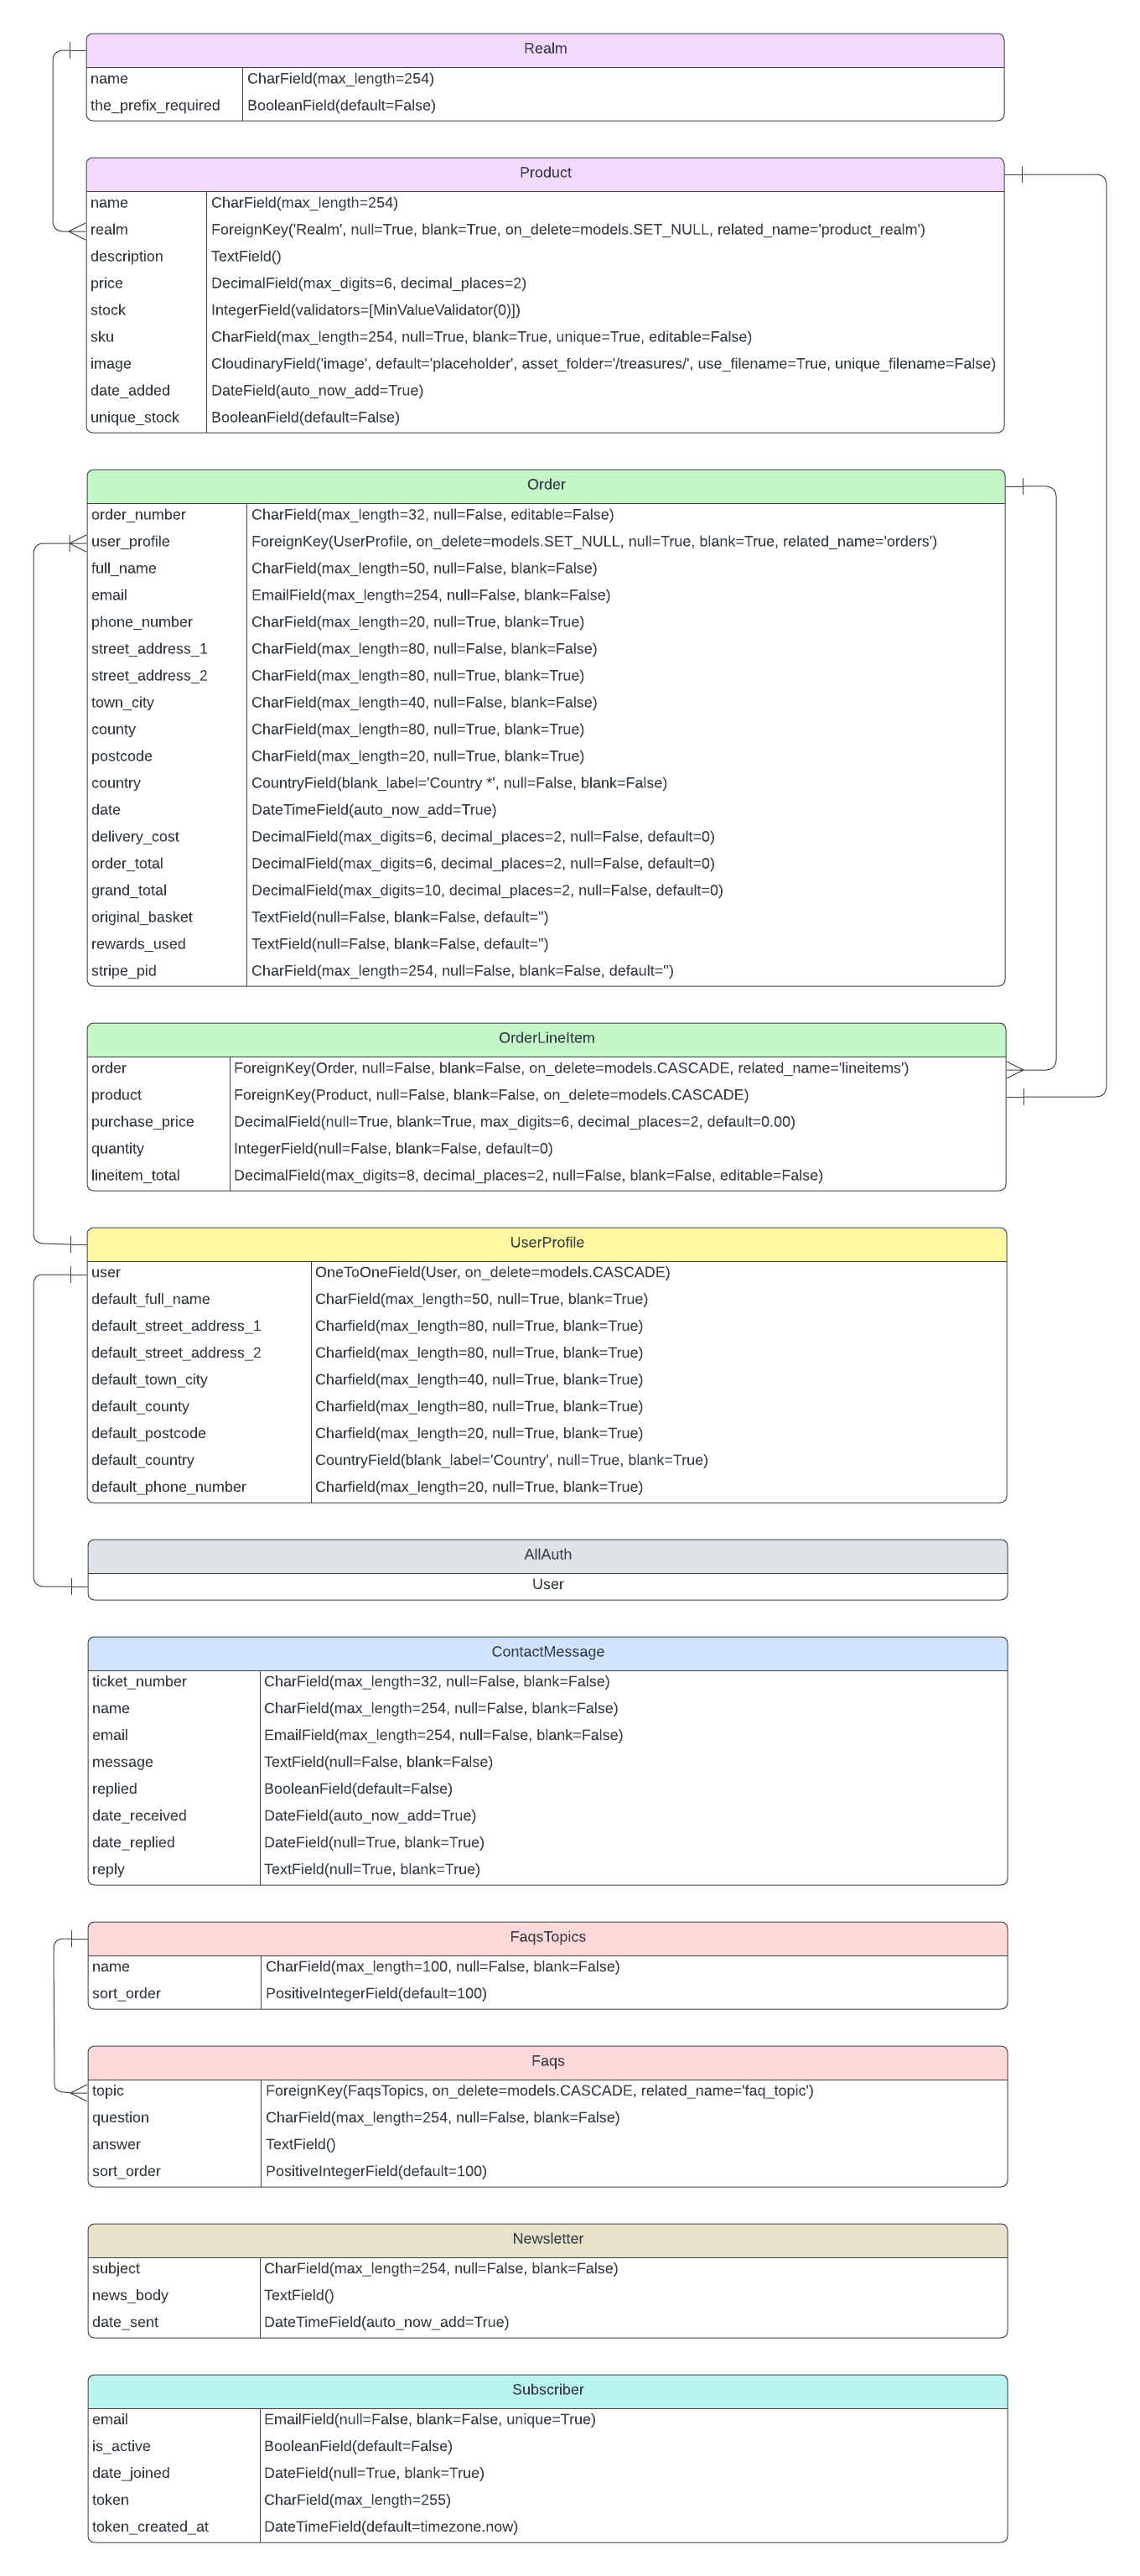 Realm
name CharField(max_length=254)
the_prefix_required BooleanField(default=False)
Product
name CharField(max_length=254)
realm ForeignKey('Realm', null=True, blank=True, on_delete=models.SET_NULL, related_name='product_realm')
description TextField()
price DecimalField(max_digits=6, decimal_places=2)
stock IntegerField(validators=[MinValueValidator(0)])
sku CharField(max_length=254, null=True, blank=True, unique=True, editable=False)
image CloudinaryField('image', default='placeholder', asset_folder='/treasures/', use_filename=True, unique_filename=False)
date_added DateField(auto_now_add=True)
unique_stock BooleanField(default=False)
Order
order_number CharField(max_length=32, null=False, editable=False)
user_profile ForeignKey(UserProfile, on_delete=models.SET_NULL, null=True, blank=True, related_name='orders')
full_name CharField(max_length=50, null=False, blank=False)
email EmailField(max_length=254, null=False, blank=False)
phone_number CharField(max_length=20, null=True, blank=True)
street_address_1 CharField(max_length=80, null=False, blank=False)
street_address_2 CharField(max_length=80, null=True, blank=True)
town_city CharField(max_length=40, null=False, blank=False)
county CharField(max_length=80, null=True, blank=True)
postcode CharField(max_length=20, null=True, blank=True)
country CountryField(blank_label='Country *', null=False, blank=False)
date DateTimeField(auto_now_add=True)
delivery_cost DecimalField(max_digits=6, decimal_places=2, null=False, default=0)
order_total DecimalField(max_digits=6, decimal_places=2, null=False, default=0)
grand_total DecimalField(max_digits=10, decimal_places=2, null=False, default=0)
original_basket TextField(null=False, blank=False, default='')
rewards_used TextField(null=False, blank=False, default='')
stripe_pid CharField(max_length=254, null=False, blank=False, default='')
OrderLineItem
order ForeignKey(Order, null=False, blank=False, on_delete=models.CASCADE, related_name='lineitems')
product ForeignKey(Product, null=False, blank=False, on_delete=models.CASCADE)
purchase_price DecimalField(null=True, blank=True, max_digits=6, decimal_places=2, default=0.00)
quantity IntegerField(null=False, blank=False, default=0)
lineitem_total DecimalField(max_digits=8, decimal_places=2, null=False, blank=False, editable=False)
UserProfile
user OneToOneField(User, on_delete=models.CASCADE)
default_full_name CharField(max_length=50, null=True, blank=True)
default_street_address_1 Charfield(max_length=80, null=True, blank=True)
default_street_address_2 Charfield(max_length=80, null=True, blank=True)
default_town_city Charfield(max_length=40, null=True, blank=True)
default_county Charfield(max_length=80, null=True, blank=True)
default_postcode Charfield(max_length=20, null=True, blank=True)
default_country CountryField(blank_label='Country', null=True, blank=True)
default_phone_number Charfield(max_length=20, null=True, blank=True)
AllAuth
User
ContactMessage
ticket_number CharField(max_length=32, null=False, blank=False)
name CharField(max_length=254, null=False, blank=False)
email EmailField(max_length=254, null=False, blank=False)
message TextField(null=False, blank=False)
replied BooleanField(default=False)
date_received DateField(auto_now_add=True)
date_replied DateField(null=True, blank=True)
reply TextField(null=True, blank=True)
FaqsTopics
name CharField(max_length=100, null=False, blank=False)
sort_order PositiveIntegerField(default=100)
Faqs
topic ForeignKey(FaqsTopics, on_delete=models.CASCADE, related_name='faq_topic')
question CharField(max_length=254, null=False, blank=False)
answer TextField()
sort_order PositiveIntegerField(default=100)
Newsletter
subject CharField(max_length=254, null=False, blank=False)
news_body TextField()
date_sent DateTimeField(auto_now_add=True)
Subscriber
email EmailField(null=False, blank=False, unique=True)
is_active BooleanField(default=False)
date_joined DateField(null=True, blank=True)
token CharField(max_length=255)
token_created_at DateTimeField(default=timezone.now)